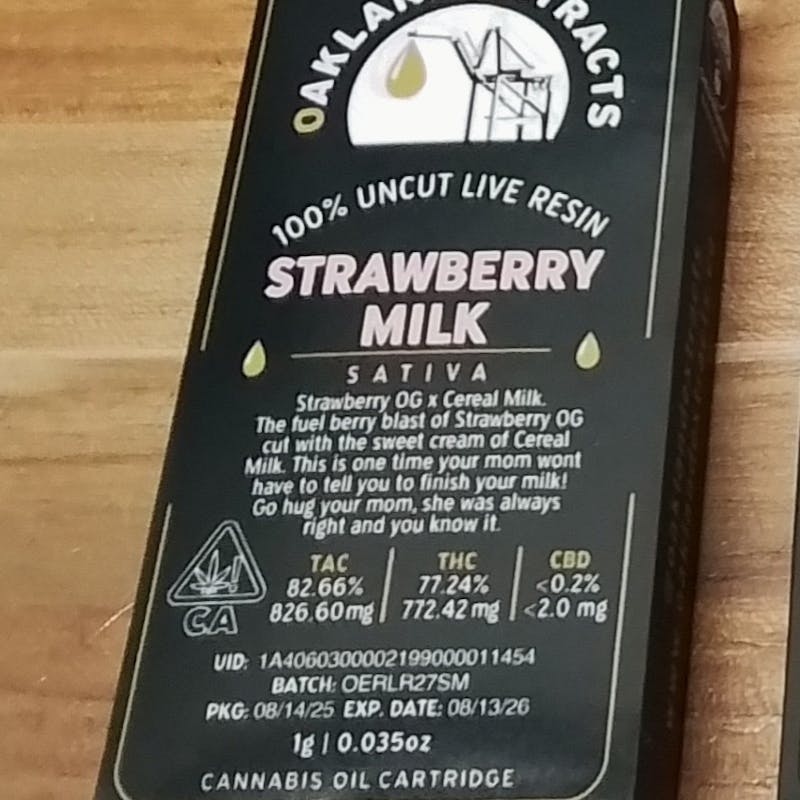 OAKLAND EXTRACTS
100% UNCUT LIVE RESIN
STRAWBERRY
MILK
SATIVA
Strawberry OG x Cereal Milk.
The fuel berry blast of Strawberry OG
cut with the sweet cream of Cereal
Milk. This is one time your mom wont
have to tell you to finish your milk!
Go hug your mom, she was always
right and you know it.
TAC THC CBD
82.66% 77.24% <0.2%
826.60mg 772.42 mg <2.0 mg
CA
UID: 1A4060300002199000011454
BATCH: OERLR27SM
PKG: 08/14/25 EXP. DATE: 08/13/26
1g | 0.035oz
CANNABIS OIL CARTRIDGE